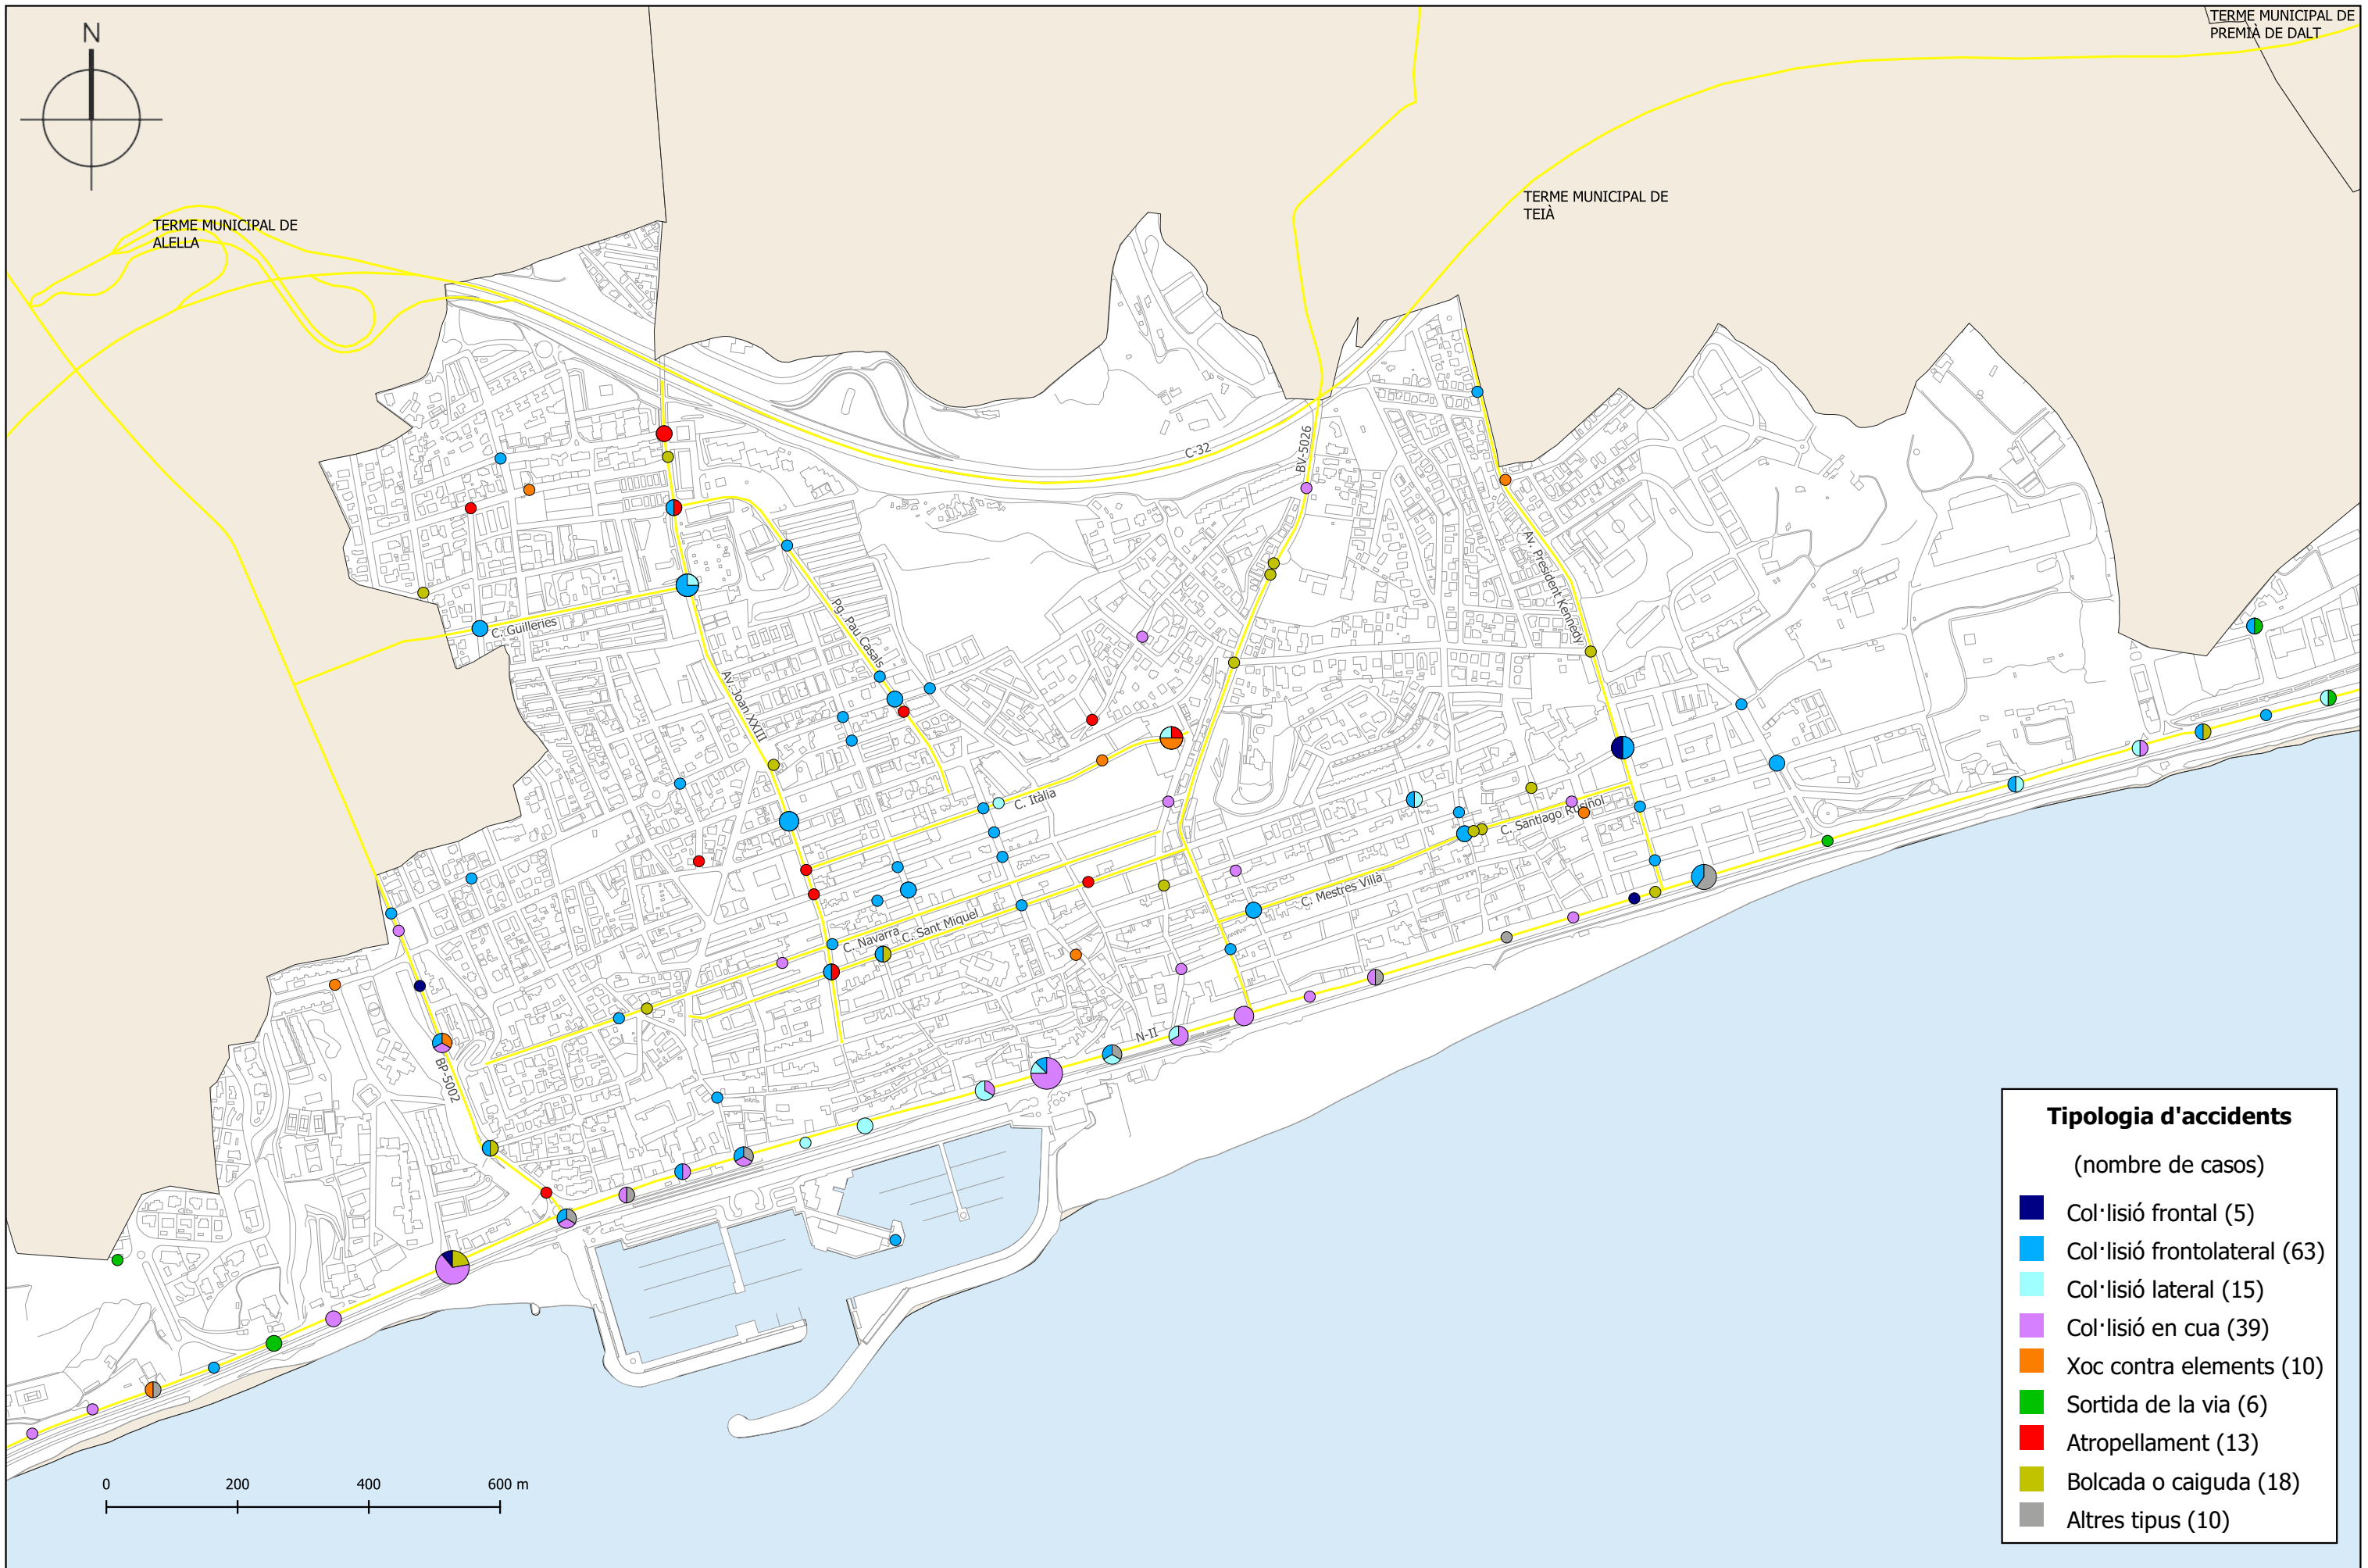 N
TERME MUNICIPAL DE
PREMIÀ DE DALT
TERME MUNICIPAL DE
TEIÀ
TERME MUNICIPAL DE
ALELLA
C-32
BV-5026
Av. President Kennedy
C. Guilleries
Pg. Pau Casals
Av. Joan XXIII
C. Itàlia
C. Santiago Rusiñol
C. Mestres Villà
C. Navarra
C. Sant Miquel
N-II
BP-5002
Tipologia d'accidents
(nombre de casos)
Col·lisió frontal (5)
Col·lisió frontolateral (63)
Col·lisió lateral (15)
Col·lisió en cua (39)
Xoc contra elements (10)
Sortida de la via (6)
Atropellament (13)
Bolcada o caiguda (18)
Altres tipus (10)
0 200 400 600 m